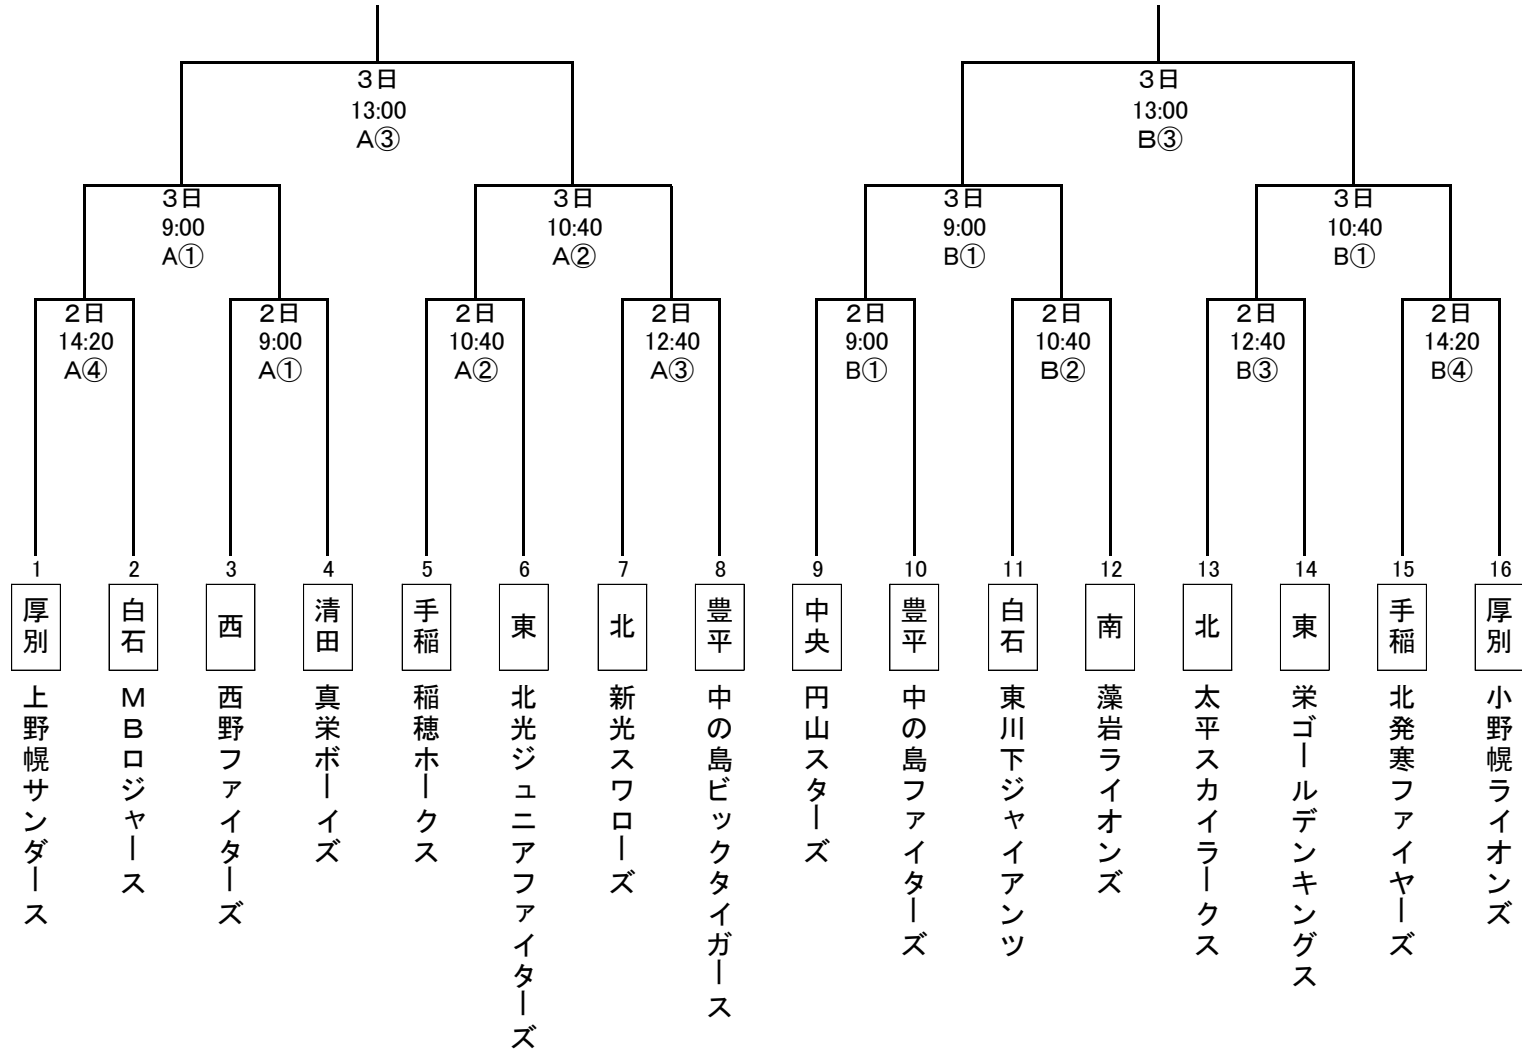 3日
13:00
A③
3日
13:00
B③
3日
9:00
A①
3日
10:40
A②
3日
9:00
B①
3日
10:40
B①
2日
14:20
A④
2日
9:00
A①
2日
10:40
A②
2日
12:40
A③
2日
9:00
B①
2日
10:40
B②
2日
12:40
B③
2日
14:20
B④
1
厚別
上野幌サンダース
2
白石
MBロジャース
3
西
西野ファイターズ
4
清田
真栄ボーイズ
5
手稲
稲穂ホークス
6
東
北光ジュニアファイターズ
7
北
新光スワローズ
8
豊平
中の島ビックタイガース
9
中央
円山スターズ
10
豊平
中の島ファイターズ
11
白石
東川下ジャイアンツ
12
南
藻岩ライオンズ
13
北
太平スカイラークス
14
東
栄ゴールデンキングス
15
手稲
北発寒ファイヤーズ
16
厚別
小野幌ライオンズ